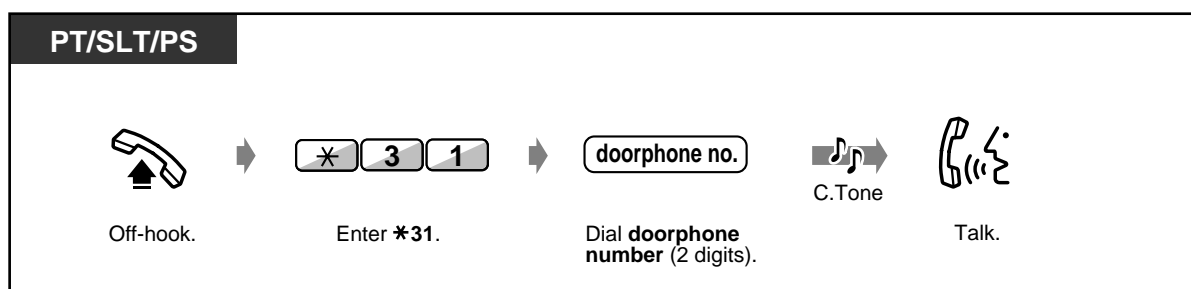 PT/SLT/PS
✳ 3 1
doorphone no.
C.Tone
Off-hook.
Enter ✳31.
Dial doorphone
number (2 digits).
Talk.